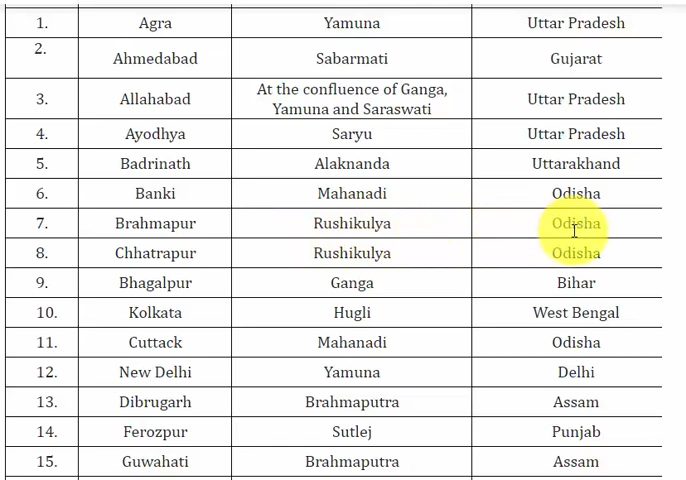 1. Agra Yamuna Uttar Pradesh
2. Ahmedabad Sabarmati Gujarat
3. Allahabad At the confluence of Ganga, Yamuna and Saraswati Uttar Pradesh
4. Ayodhya Saryu Uttar Pradesh
5. Badrinath Alaknanda Uttarakhand
6. Banki Mahanadi Odisha
7. Brahmapur Rushikulya Odisha
8. Chhatrapur Rushikulya Odisha
9. Bhagalpur Ganga Bihar
10. Kolkata Hugli West Bengal
11. Cuttack Mahanadi Odisha
12. New Delhi Yamuna Delhi
13. Dibrugarh Brahmaputra Assam
14. Ferozpur Sutlej Punjab
15. Guwahati Brahmaputra Assam